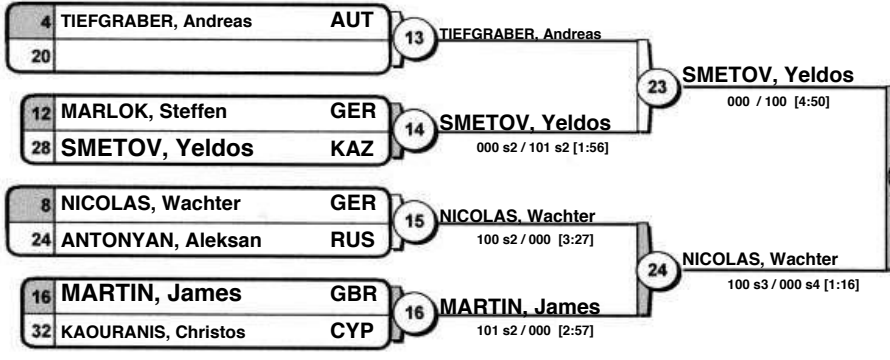 4 TIEFGRABER, Andreas AUT
20
13
TIEFGRABER, Andreas
12 MARLOK, Steffen GER
28 SMETOV, Yeldos KAZ
14
SMETOV, Yeldos
000 s2 / 101 s2 [1:56]
23
SMETOV, Yeldos
000 / 100 [4:50]
8 NICOLAS, Wachter GER
24 ANTONYAN, Aleksan RUS
15
NICOLAS, Wachter
100 s2 / 000 [3:27]
16 MARTIN, James GBR
32 KAOURANIS, Christos CYP
16
MARTIN, James
101 s2 / 000 [2:57]
24
NICOLAS, Wachter
100 s3 / 000 s4 [1:16]